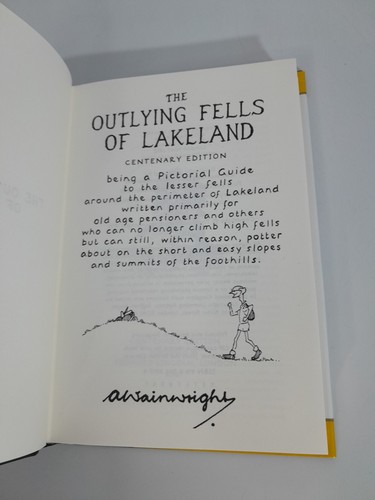 THE
OUTLYING FELLS
OF LAKELAND
CENTENARY EDITION
being a Pictorial Guide
to the lesser fells
around the perimeter of Lakeland
written primarily for
old age pensioners and others
who can no longer climb high fells
but can still, within reason, potter
about on the short and easy slopes
and summits of the foothills.
AWainwright